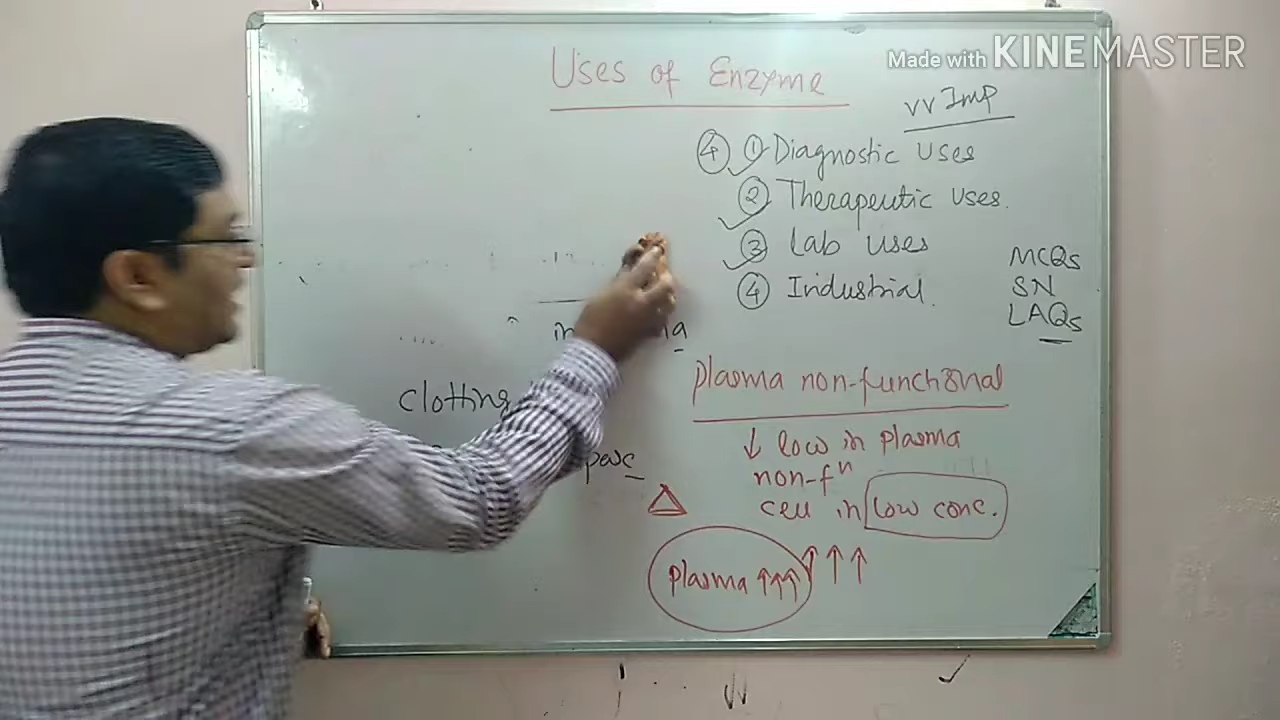 Made with KINEMASTER
Uses of Enzyme
vv Imp
④ ① Diagnostic Uses
② Therapeutic Uses.
③ Lab Uses
④ Industrial.
MCQs
SN
LAQs
clotting
plasma non-functional
↓ low in plasma
non-fⁿ
cell in low conc.
△
plasma ↑↑↑ ↑ ↑ ↑